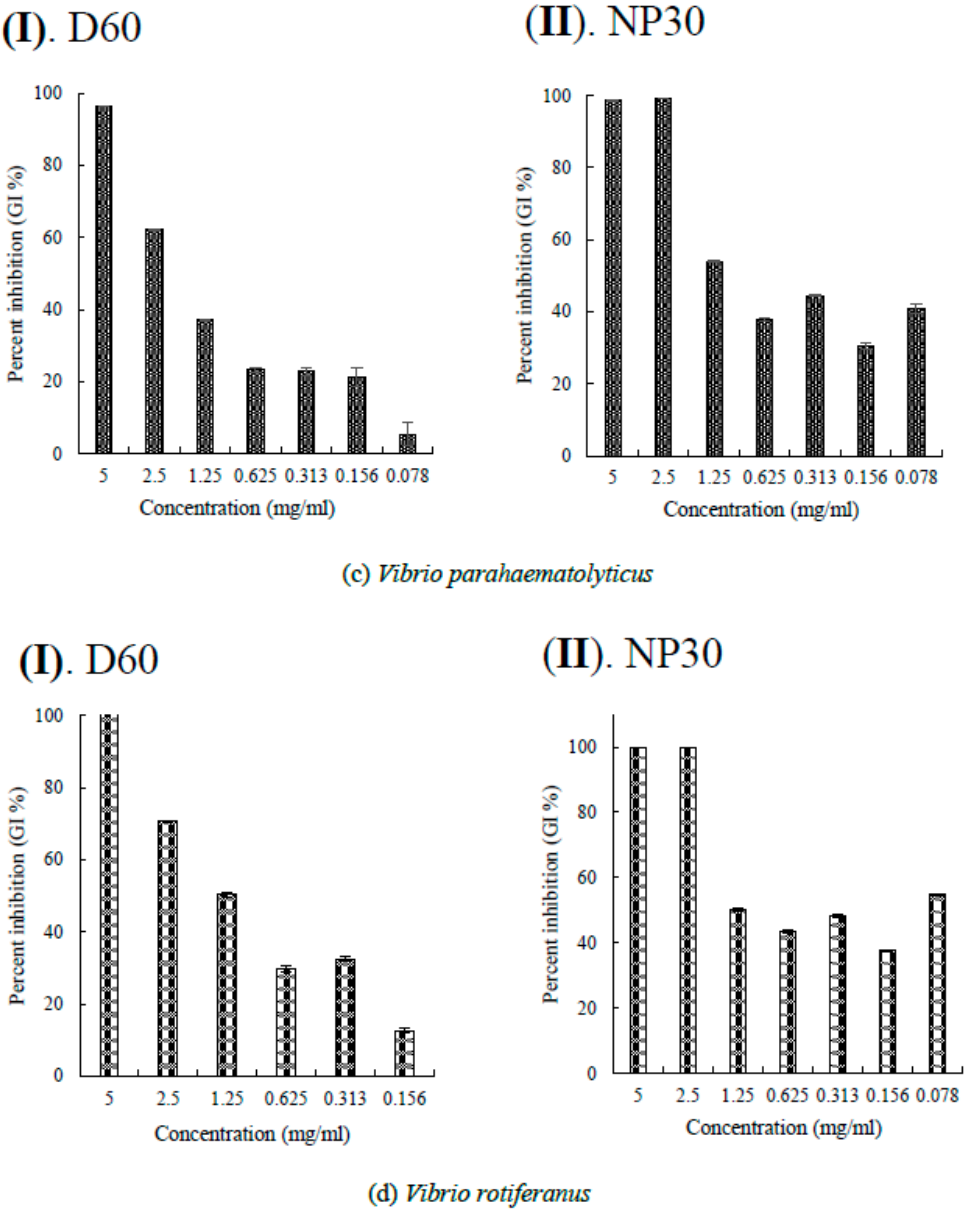 (I). D60
(II). NP30
Percent inhibition (GI %)
100
80
60
40
20
0
5 2.5 1.25 0.625 0.313 0.156 0.078
Concentration (mg/ml)
Percent inhibition (GI %)
100
80
60
40
20
0
5 2.5 1.25 0.625 0.313 0.156 0.078
Concentration (mg/ml)
(c) Vibrio parahaematolyticus
(I). D60
(II). NP30
Percent inhibition (GI %)
100
80
60
40
20
0
5 2.5 1.25 0.625 0.313 0.156
Concentration (mg/ml)
Percent inhibition (GI %)
100
80
60
40
20
0
5 2.5 1.25 0.625 0.313 0.156 0.078
Concentration (mg/ml)
(d) Vibrio rotiferanus